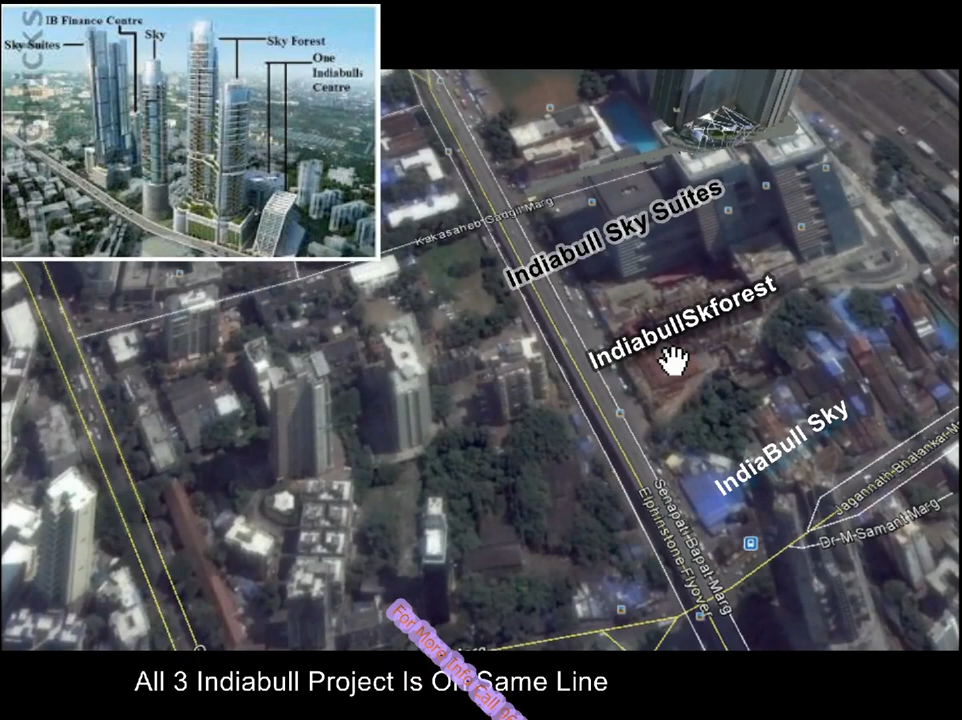 IB Finance Centre
Sky Suites
Sky
Sky Forest
One
Indiabulls
Centre
Kakasaheb Gadgil Marg
Indiabull Sky Suites
IndiabullSkforest
IndiaBull Sky
Jagannath Bhatankar M
Dr M Samant Marg
Senapati Bapat Marg
Elphinstone Flyover
All 3 Indiabull Project Is On Same Line
For More Info Call